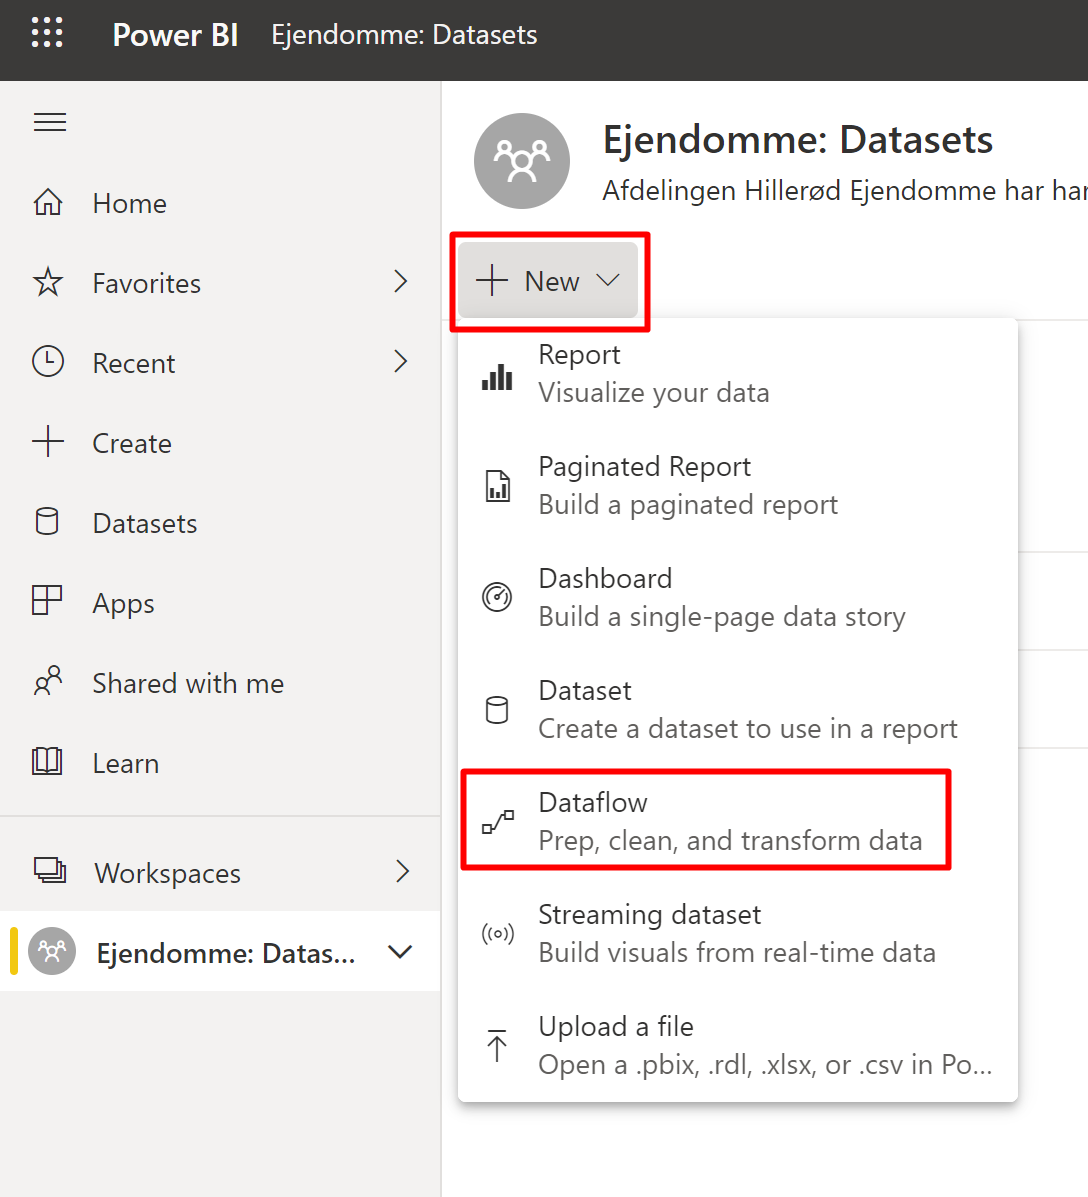 Power BI Ejendomme: Datasets
Home
Favorites
Recent
Create
Datasets
Apps
Shared with me
Learn
Workspaces
Ejendomme: Datas...
Ejendomme: Datasets
Afdelingen Hillerød Ejendomme har har
New
Report
Visualize your data
Paginated Report
Build a paginated report
Dashboard
Build a single-page data story
Dataset
Create a dataset to use in a report
Dataflow
Prep, clean, and transform data
Streaming dataset
Build visuals from real-time data
Upload a file
Open a .pbix, .rdl, .xlsx, or .csv in Po...